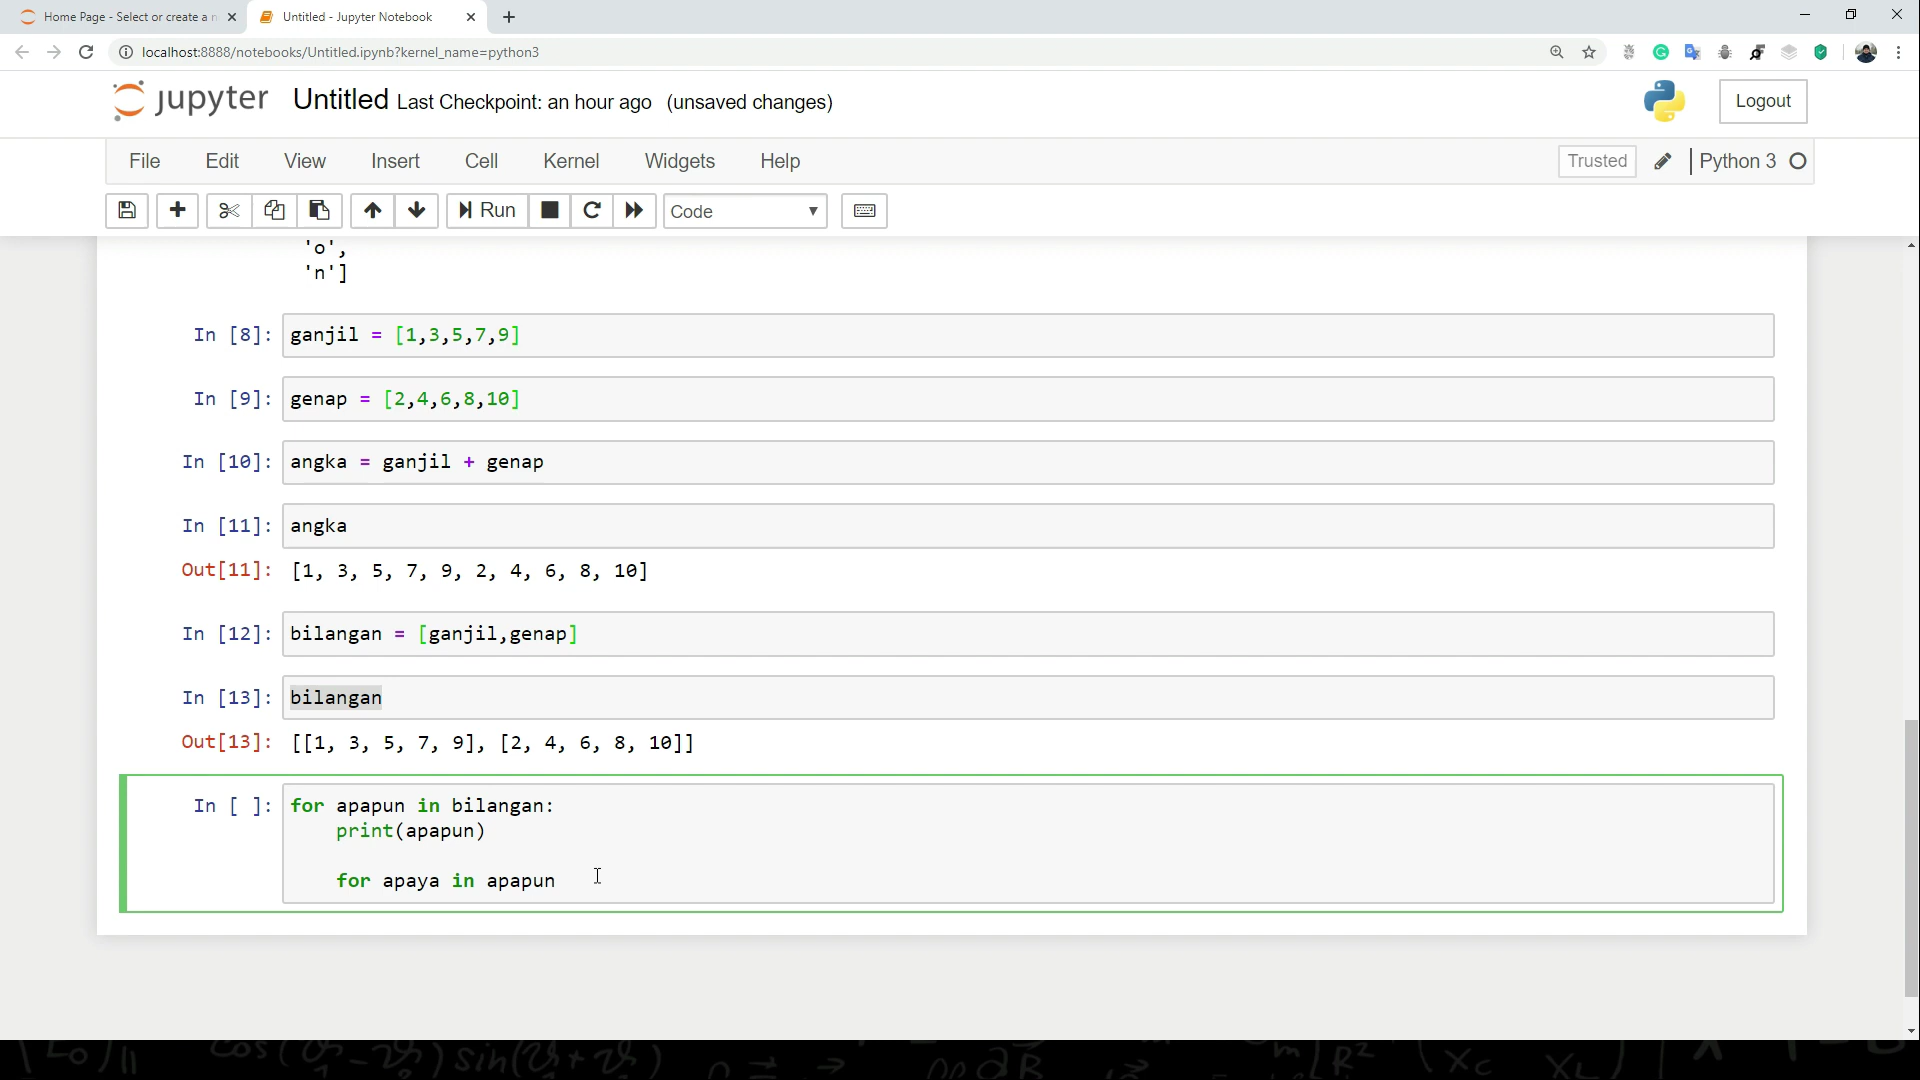 Home Page - Select or create a n
Untitled - Jupyter Notebook
localhost:8888/notebooks/Untitled.ipynb?kernel_name=python3
jupyter Untitled Last Checkpoint: an hour ago (unsaved changes)
Logout
File Edit View Insert Cell Kernel Widgets Help
Trusted
Python 3
Run
Code
'o',
'n']
In [8]: ganjil = [1,3,5,7,9]
In [9]: genap = [2,4,6,8,10]
In [10]: angka = ganjil + genap
In [11]: angka
Out[11]: [1, 3, 5, 7, 9, 2, 4, 6, 8, 10]
In [12]: bilangan = [ganjil,genap]
In [13]: bilangan
Out[13]: [[1, 3, 5, 7, 9], [2, 4, 6, 8, 10]]
In [ ]: for apapun in bilangan:
print(apapun)
for apaya in apapun